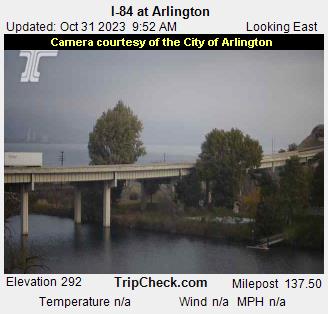 I-84 at Arlington
Updated: Oct 31 2023 9:52 AM Looking East
Camera courtesy of the City of Arlington
Elevation 292 TripCheck.com Milepost 137.50
Temperature n/a Wind n/a MPH n/a